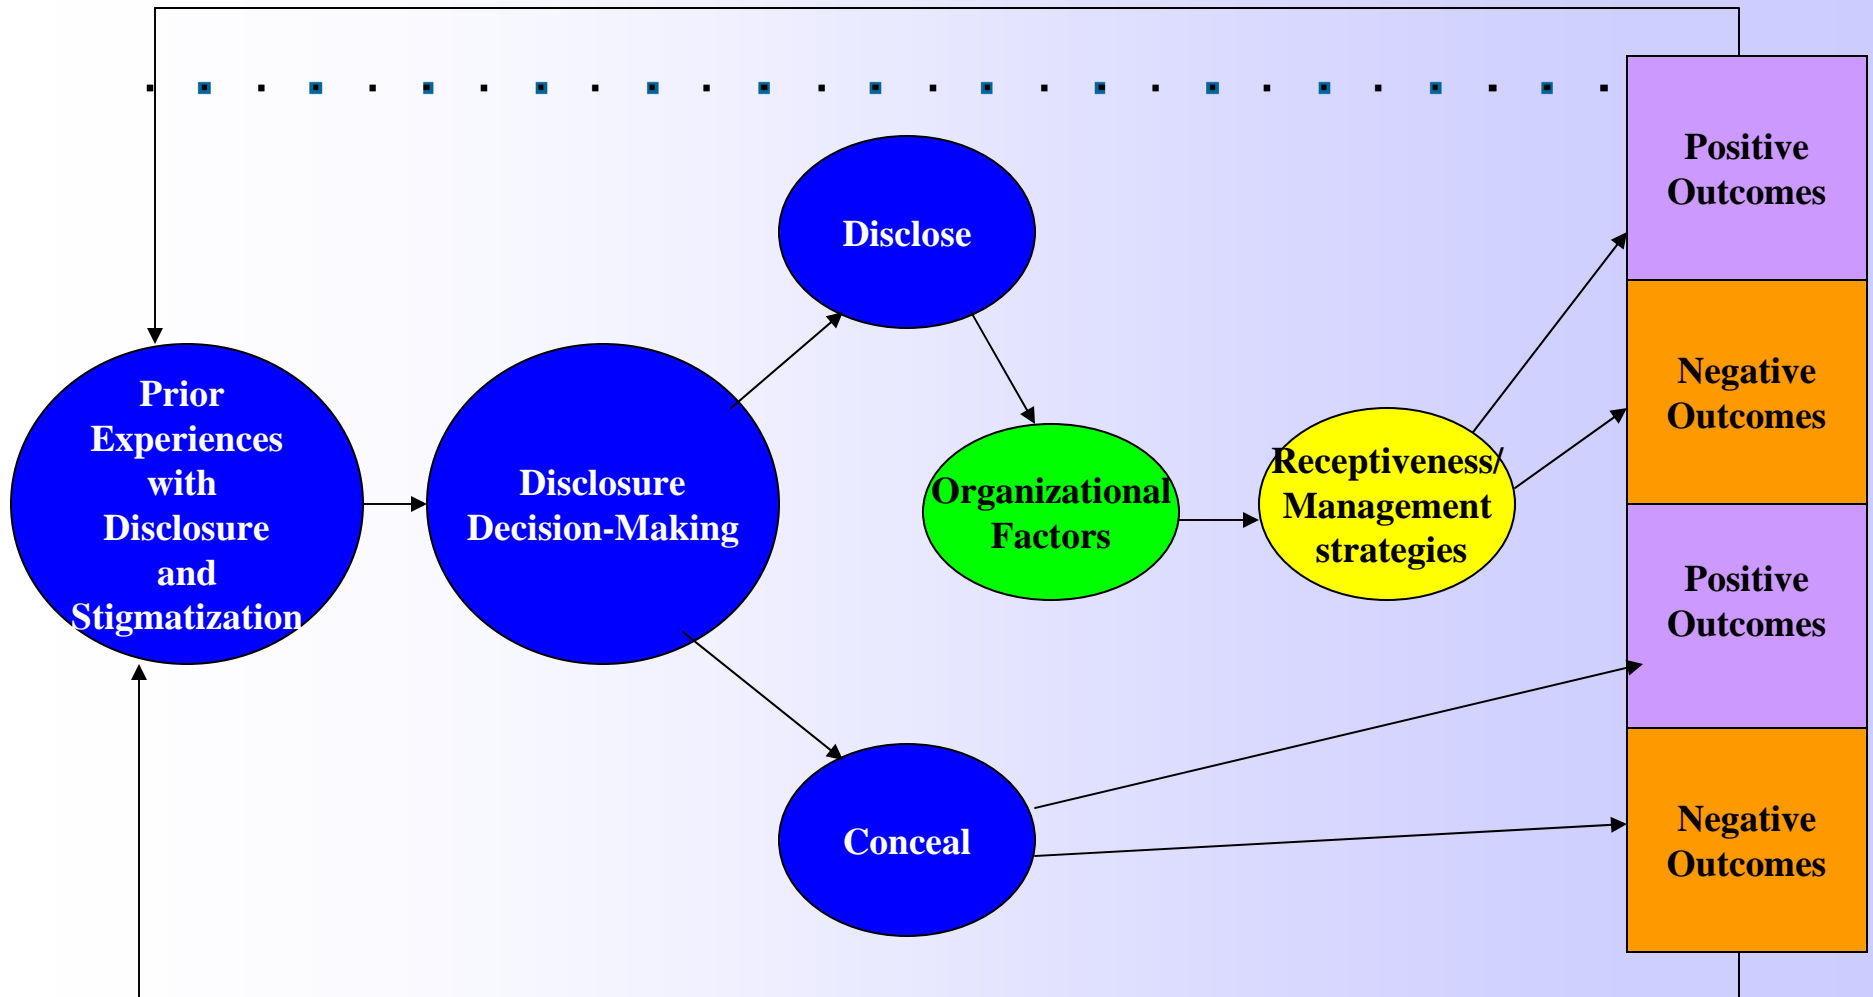 Prior
Experiences
with
Disclosure
and
Stigmatization
Disclosure
Decision-Making
Disclose
Conceal
Organizational
Factors
Receptiveness/
Management
strategies
Positive
Outcomes
Negative
Outcomes
Positive
Outcomes
Negative
Outcomes